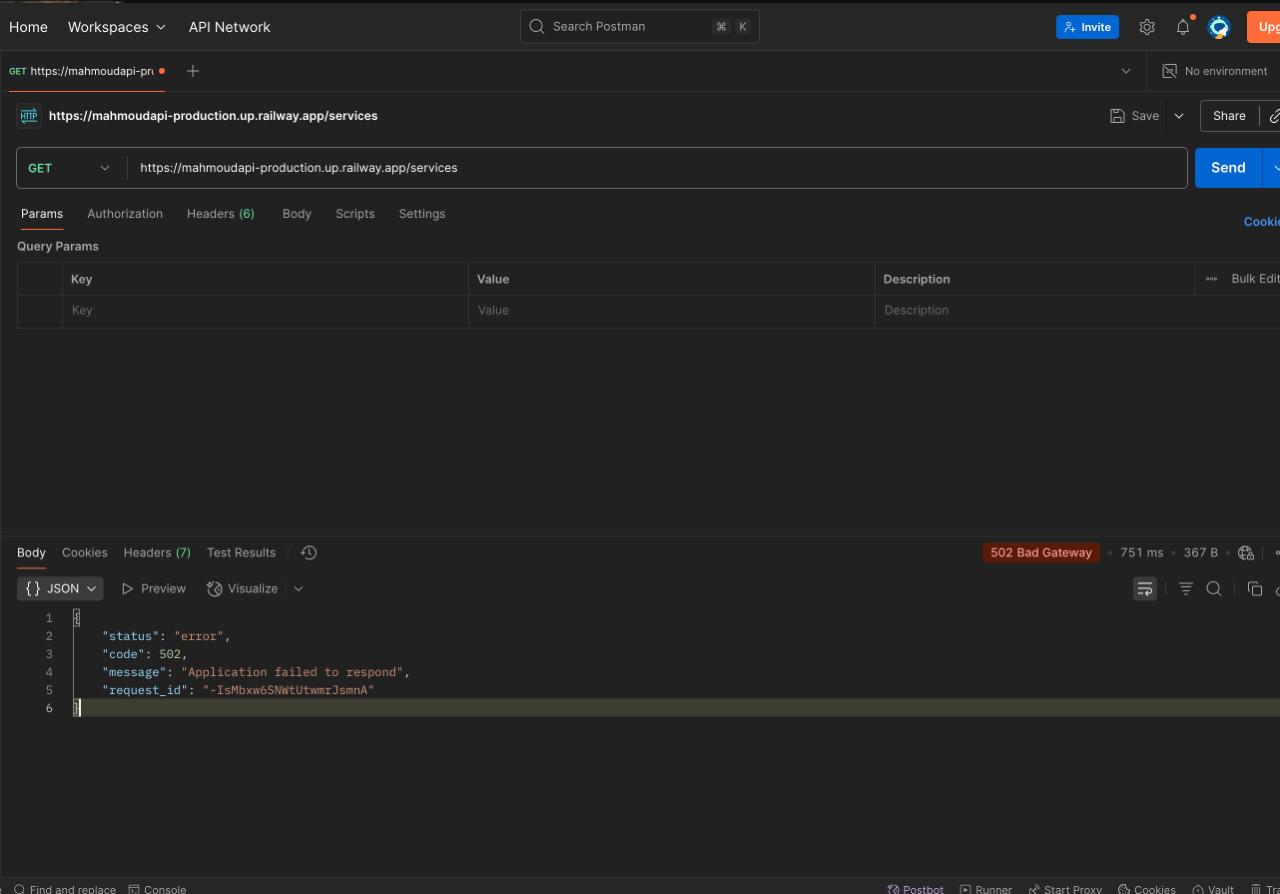 Home Workspaces API Network Search Postman ⌘ K Invite Upg
GET https://mahmoudapi-pr No environment
HTTP https://mahmoudapi-production.up.railway.app/services Save Share
GET https://mahmoudapi-production.up.railway.app/services Send
Params Authorization Headers (6) Body Scripts Settings Cookie
Query Params
Key Value Description Bulk Edit
Key Value Description
Body Cookies Headers (7) Test Results 502 Bad Gateway • 751 ms • 367 B •
{} JSON Preview Visualize
1 {
2 "status": "error",
3 "code": 502,
4 "message": "Application failed to respond",
5 "request_id": "-IsMbxw6SNWtUtwmrJsmnA"
6 }
Find and replace Console Postbot Runner Start Proxy Cookies Vault Tra